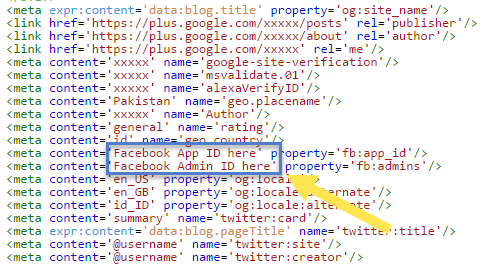 <meta expr:content='data:blog.title' property='og:site_name'/>
<link href='https://plus.google.com/xxxxx/posts' rel='publisher'/>
<link href='https://plus.google.com/xxxxx/about' rel='author'/>
<link href='https://plus.google.com/xxxxx' rel='me'/>
<meta content='xxxxx' name='google-site-verification'/>
<meta content='xxxxx' name='msvalidate.01'/>
<meta content='xxxxx' name='alexaVerifyID'/>
<meta content='Pakistan' name='geo.placename'/>
<meta content='xxxxx' name='Author'/>
<meta content='general' name='rating'/>
<meta content='id' name='geo.country'/>
<meta content='Facebook App ID here' property='fb:app_id'/>
<meta content='Facebook Admin ID here' property='fb:admins'/>
<meta content='en_US' property='og:locale'/>
<meta content='en_GB' property='og:locale:alternate'/>
<meta content='id_ID' property='og:locale:alternate'/>
<meta content='summary' name='twitter:card'/>
<meta expr:content='data:blog.pageTitle' name='twitter:title'/>
<meta content='@username' name='twitter:site'/>
<meta content='@username' name='twitter:creator'/>